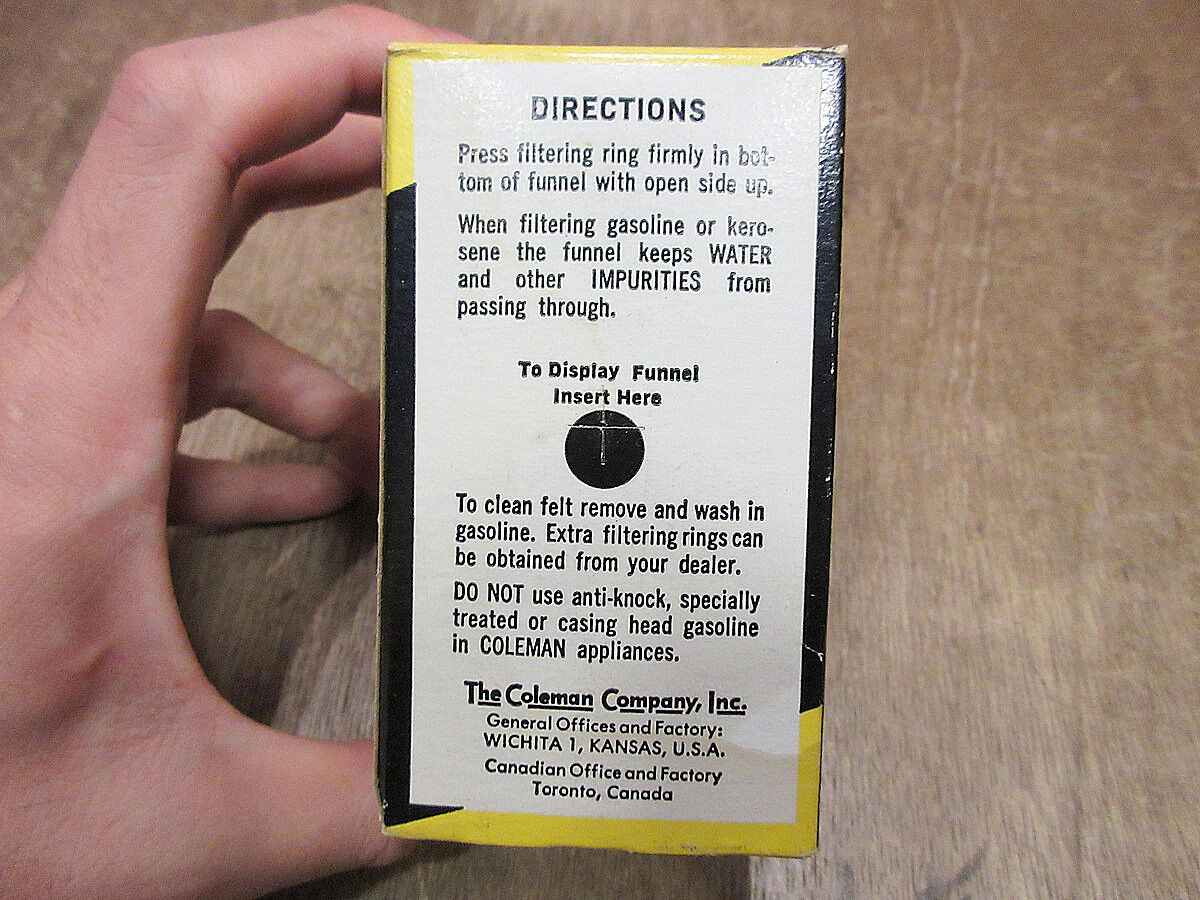 DIRECTIONS
Press filtering ring firmly in bot-
tom of funnel with open side up.
When filtering gasoline or kero-
sene the funnel keeps WATER
and other IMPURITIES from
passing through.
To Display Funnel
Insert Here
To clean felt remove and wash in
gasoline. Extra filtering rings can
be obtained from your dealer.
DO NOT use anti-knock, specially
treated or casing head gasoline
in COLEMAN appliances.
The Coleman Company, Inc.
General Offices and Factory:
WICHITA 1, KANSAS, U.S.A.
Canadian Office and Factory
Toronto, Canada